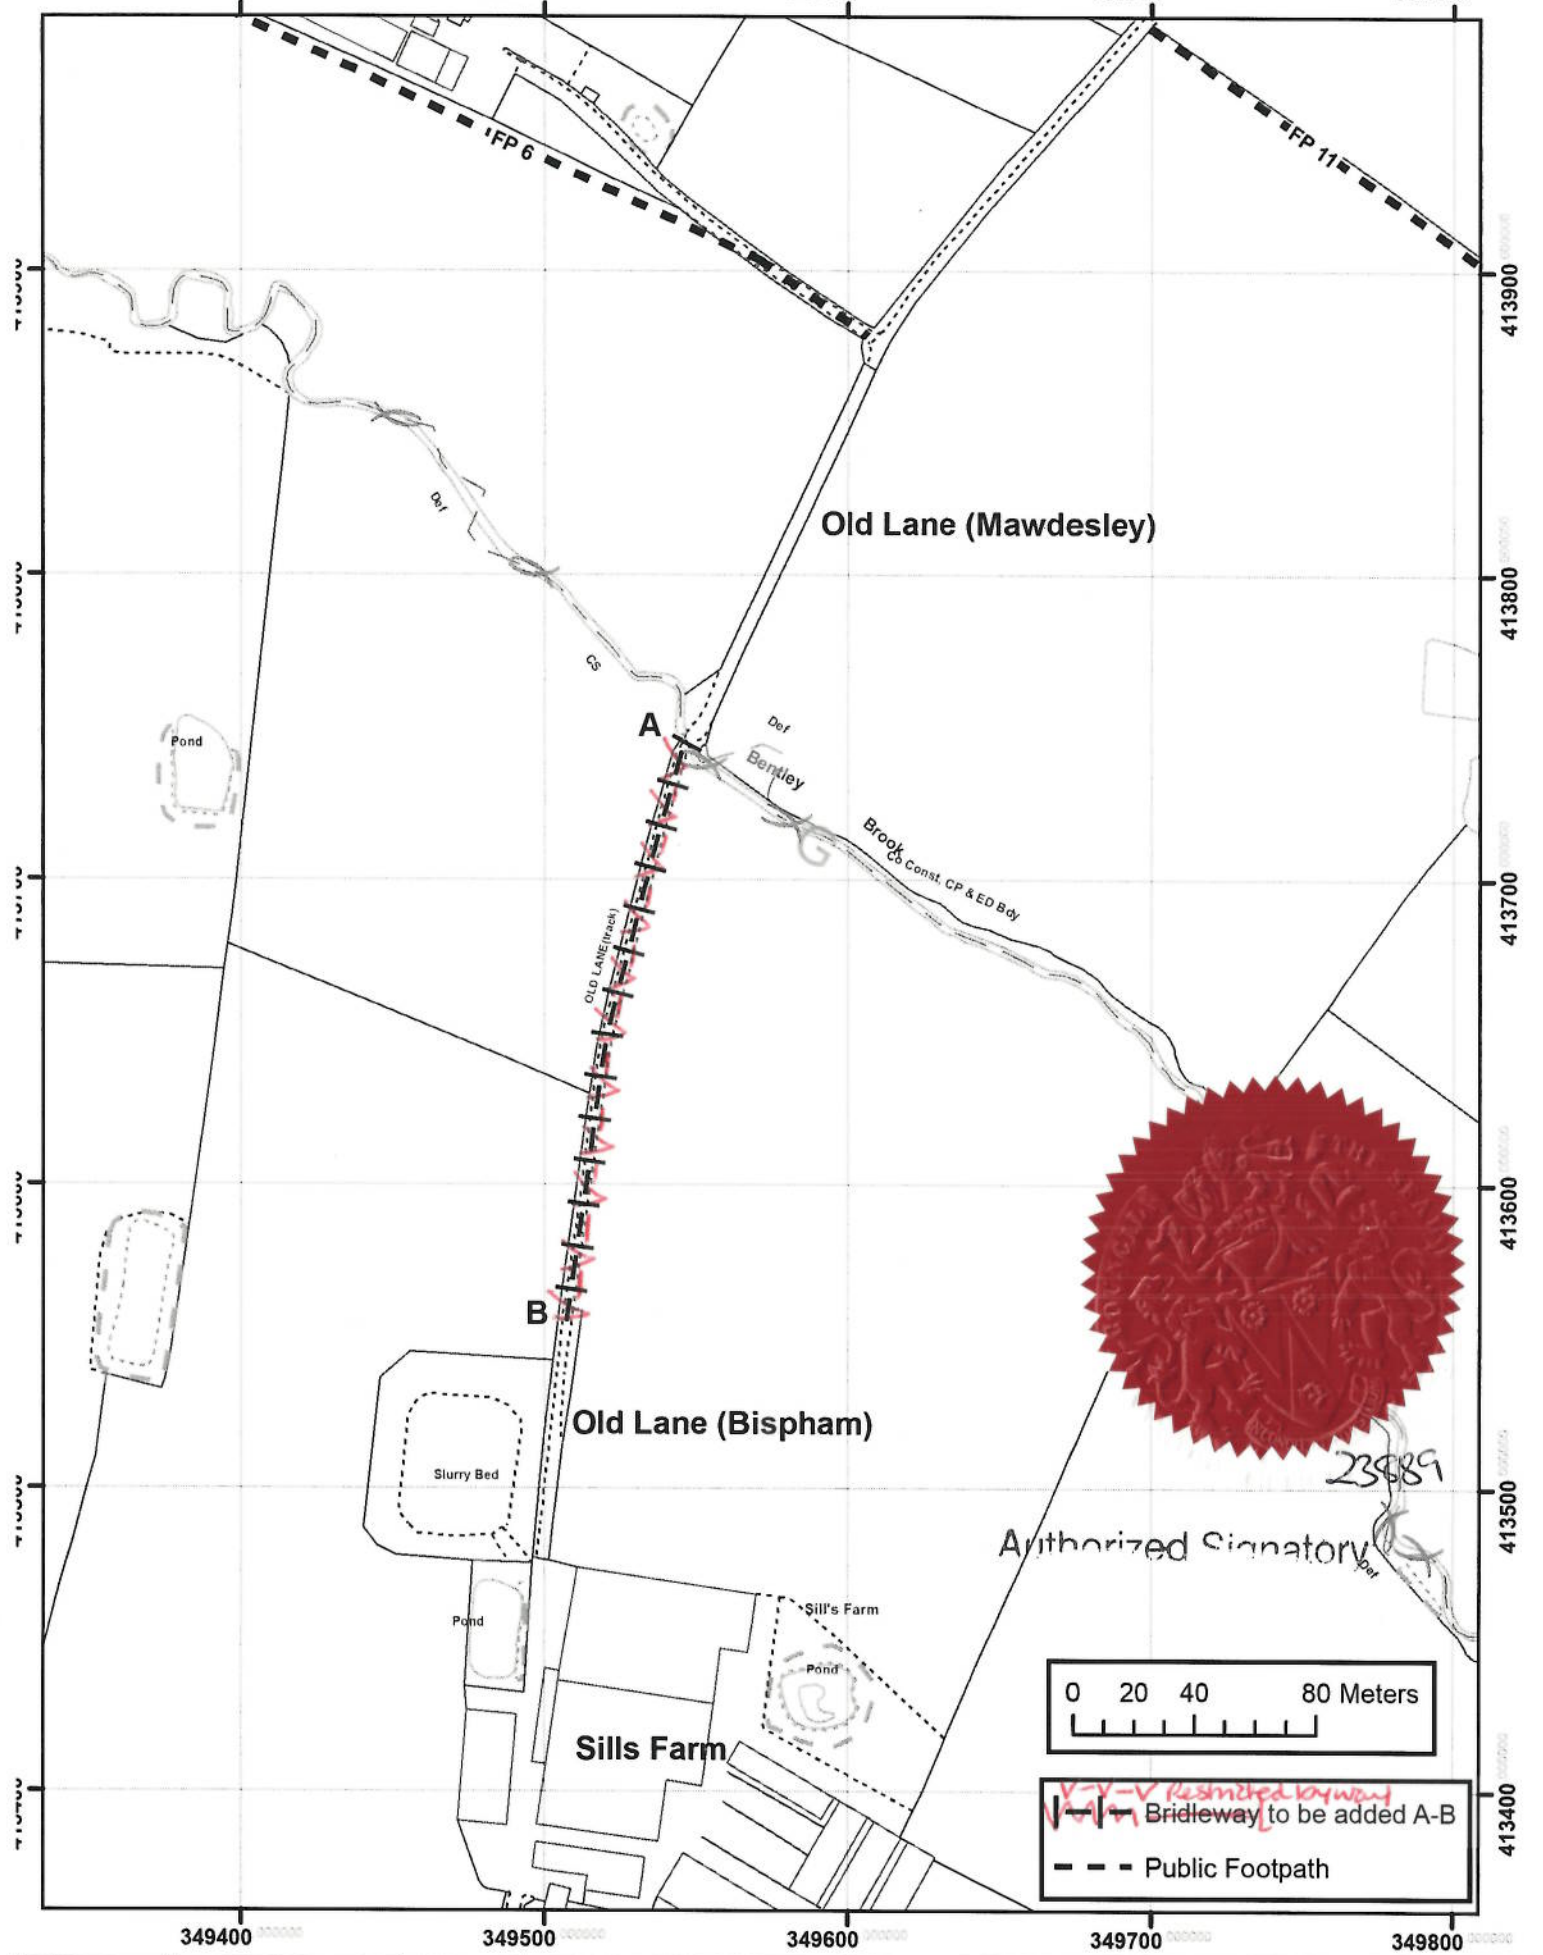 FP 6
FP 11
413900
Old Lane (Mawdesley)
Def
413800
CS
A
Def
Pond
Bentley
G
Brook
Co Const, CP & ED Bdy
413700
OLD LANE(track)
413600
B
Old Lane (Bispham)
Slurry Bed
23889
413500
Authorized Signatory
Def
Sill's Farm
Pond
Pond
Sills Farm
0 20 40 80 Meters
V-V-V Restricted byway
Bridleway to be added A-B
413400
Public Footpath
349400 349500 349600 349700 349800